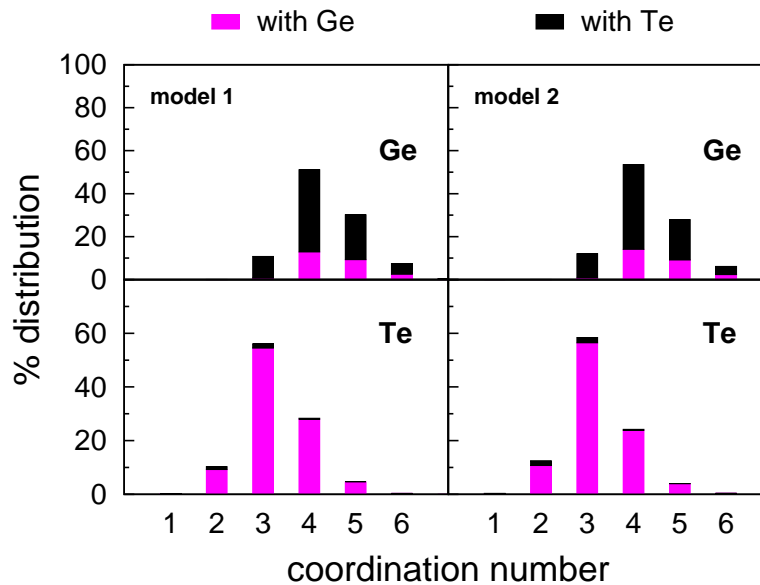 with Ge with Te
100
model 1 model 2
80
Ge Ge
60
40
20
0
Te Te
60
40
20
0
% distribution
1 2 3 4 5 6 1 2 3 4 5 6
coordination number